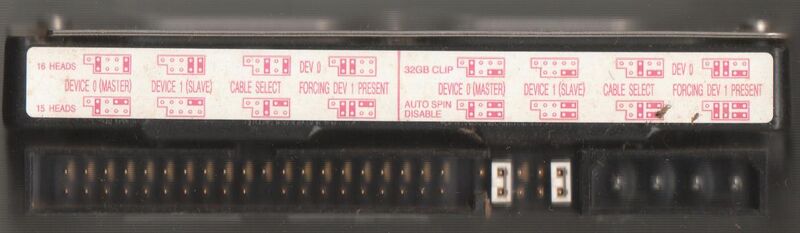 16 HEADS DEV 0
DEVICE 0 (MASTER) DEVICE 1 (SLAVE) CABLE SELECT FORCING DEV 1 PRESENT
15 HEADS
32GB CLIP DEV 0
DEVICE 0 (MASTER) DEVICE 1 (SLAVE) CABLE SELECT FORCING DEV 1 PRESENT
AUTO SPIN
DISABLE